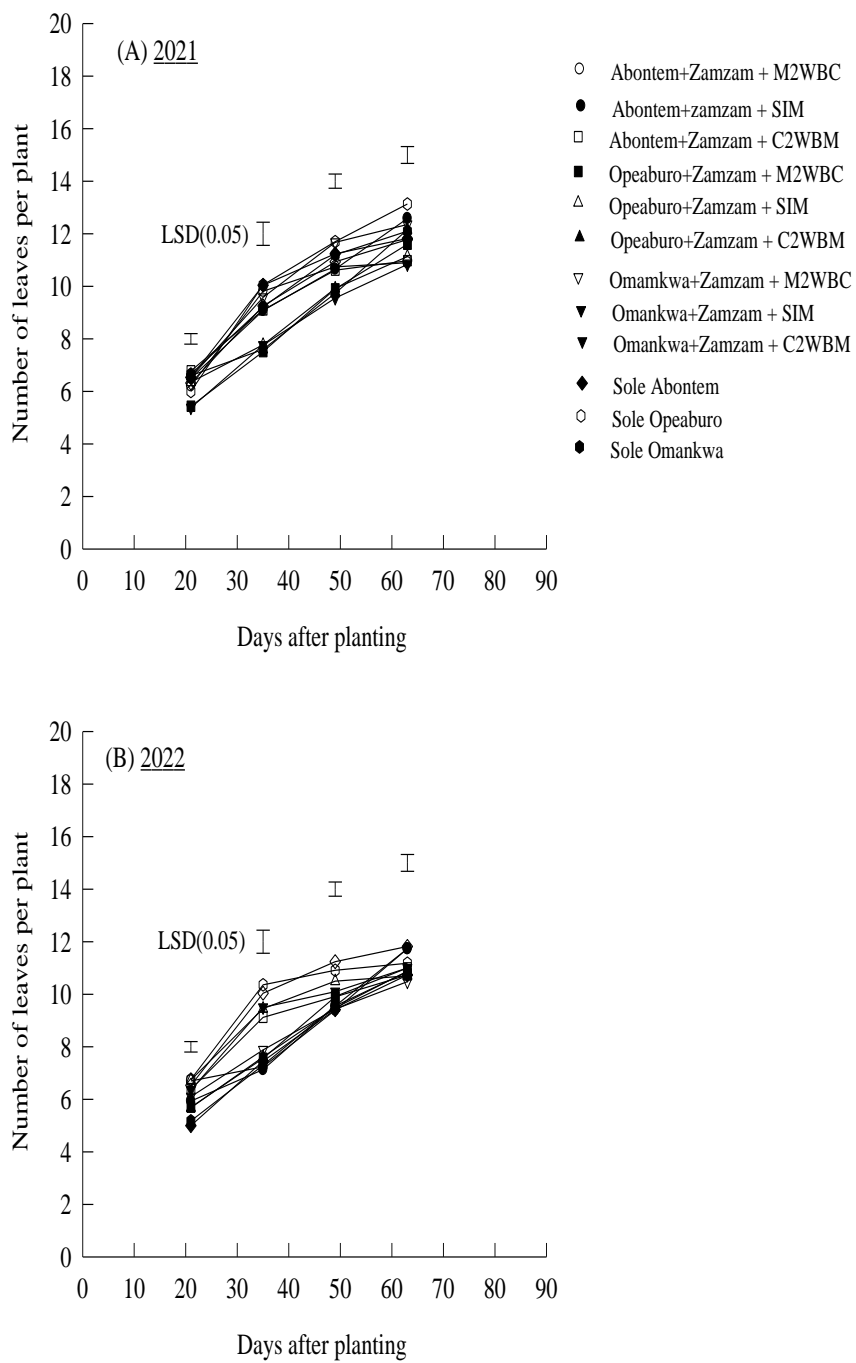 20
18
16
14
12
10
8
6
4
2
0
Number of leaves per plant
(A) 2021
LSD(0.05)
0 10 20 30 40 50 60 70 80 90
Days after planting
Abontem+Zamzam + M2WBC
Abontem+zamzam + SIM
Abontem+Zamzam + C2WBM
Opeaburo+Zamzam + M2WBC
Opeaburo+Zamzam + SIM
Opeaburo+Zamzam + C2WBM
Omamkwa+Zamzam + M2WBC
Omankwa+Zamzam + SIM
Omankwa+Zamzam + C2WBM
Sole Abontem
Sole Opeaburo
Sole Omankwa
20
18
16
14
12
10
8
6
4
2
0
Number of leaves per plant
(B) 2022
LSD(0.05)
0 10 20 30 40 50 60 70 80 90
Days after planting